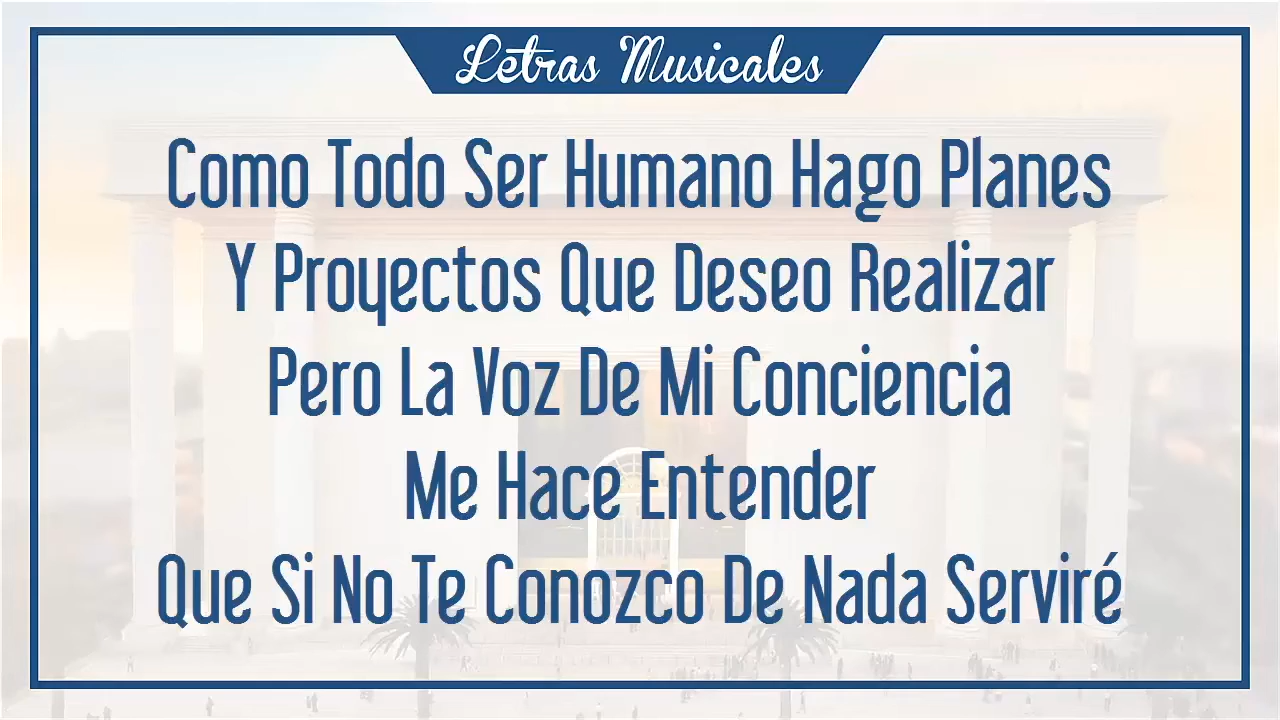 Letras Musicales
Como Todo Ser Humano Hago Planes
Y Proyectos Que Deseo Realizar
Pero La Voz De Mi Conciencia
Me Hace Entender
Que Si No Te Conozco De Nada Serviré